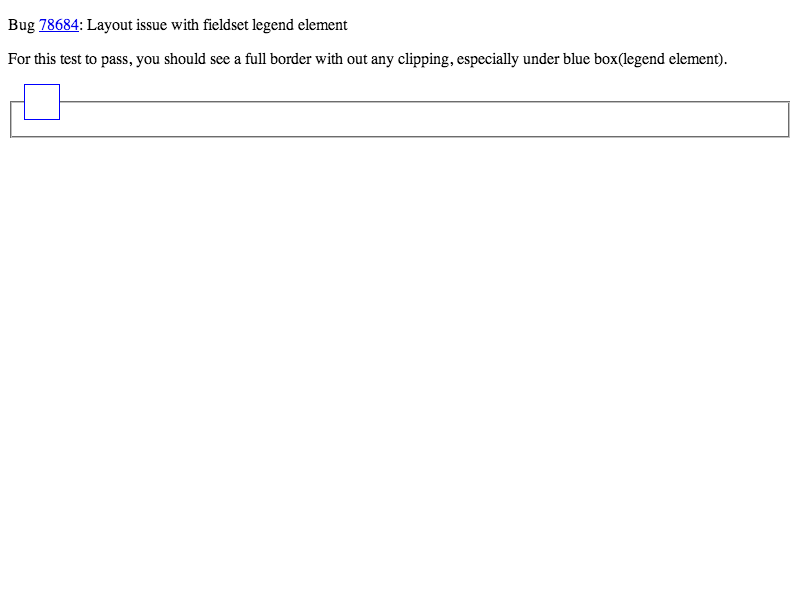 Bug 78684: Layout issue with fieldset legend element
For this test to pass, you should see a full border with out any clipping, especially under blue box(legend element).